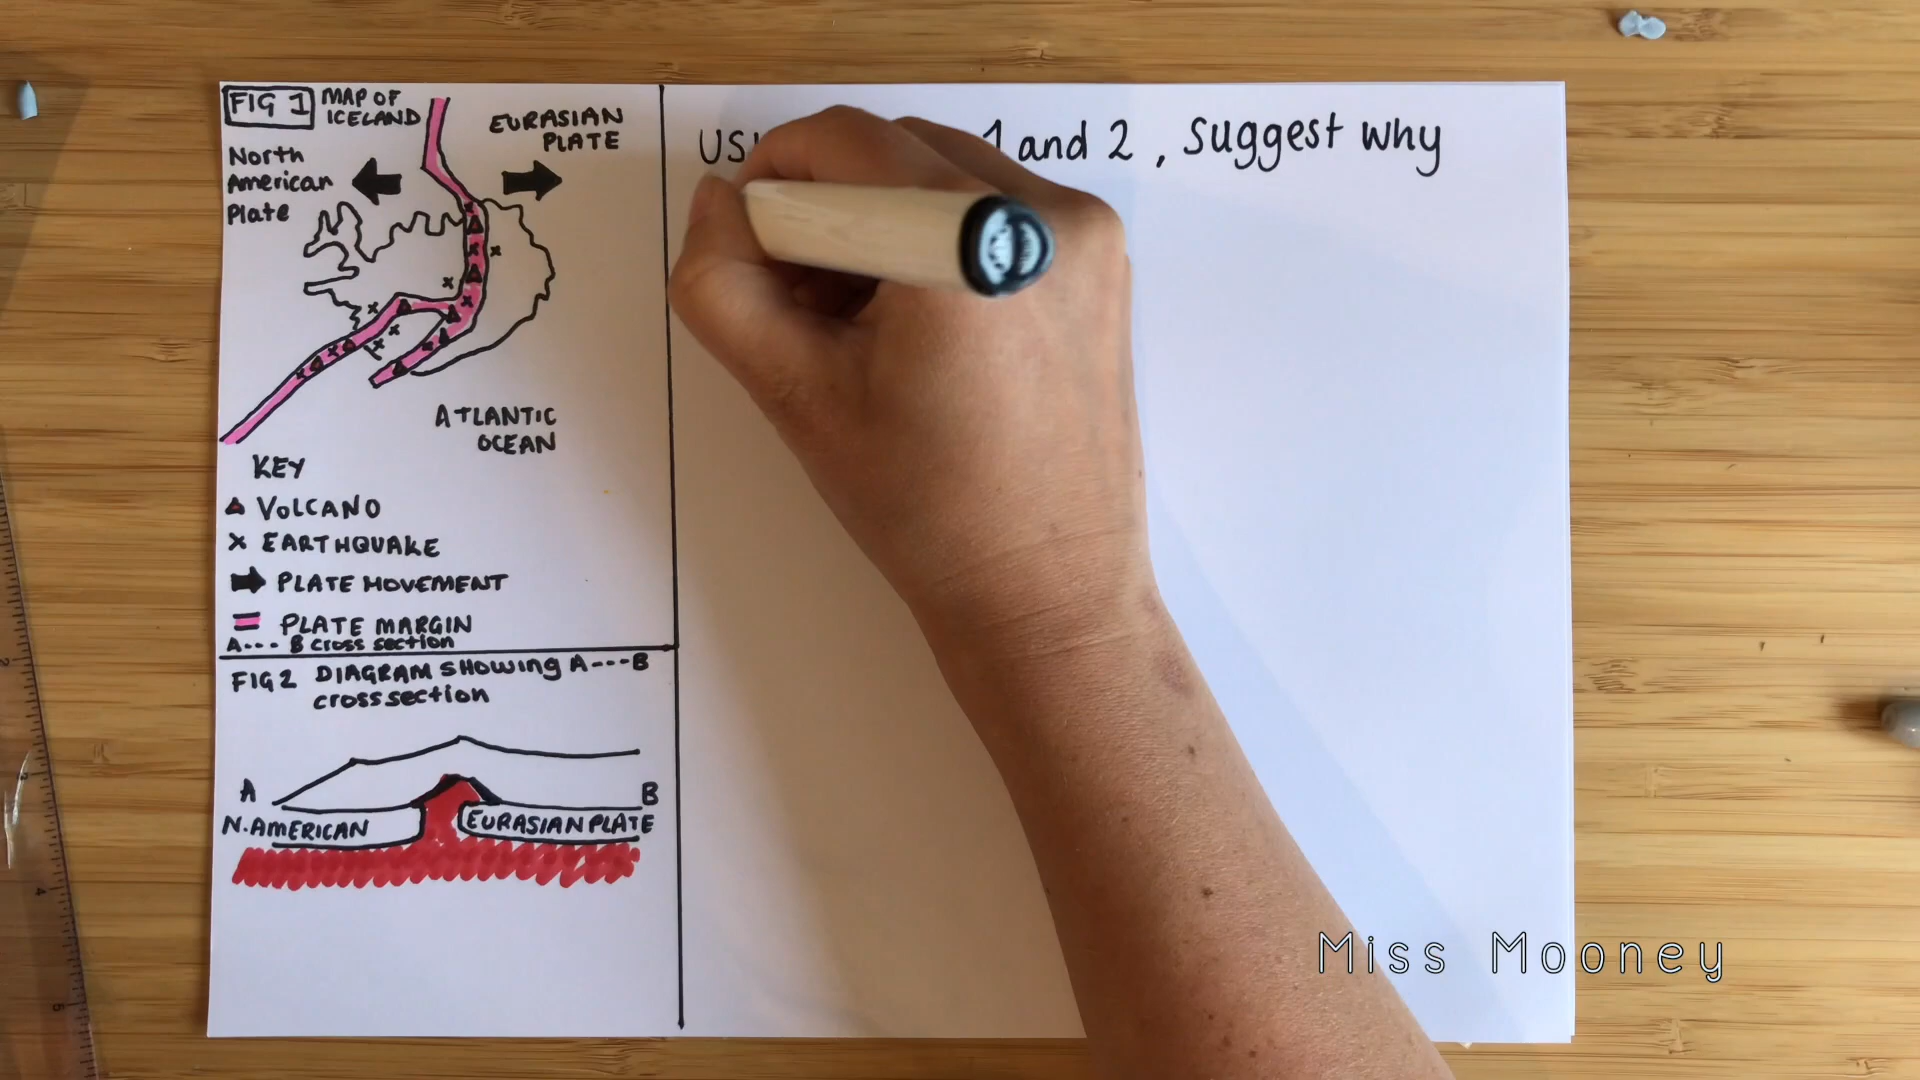 FIG 1 MAP OF
ICELAND
North
American
Plate
EURASIAN
PLATE
ATLANTIC
OCEAN
KEY
VOLCANO
X EARTHQUAKE
PLATE MOVEMENT
PLATE MARGIN
A--- B cross section
FIG 2 DIAGRAM SHOWING A---B
cross section
A
B
N. AMERICAN
EURASIAN PLATE
1 and 2, suggest why
Miss Mooney